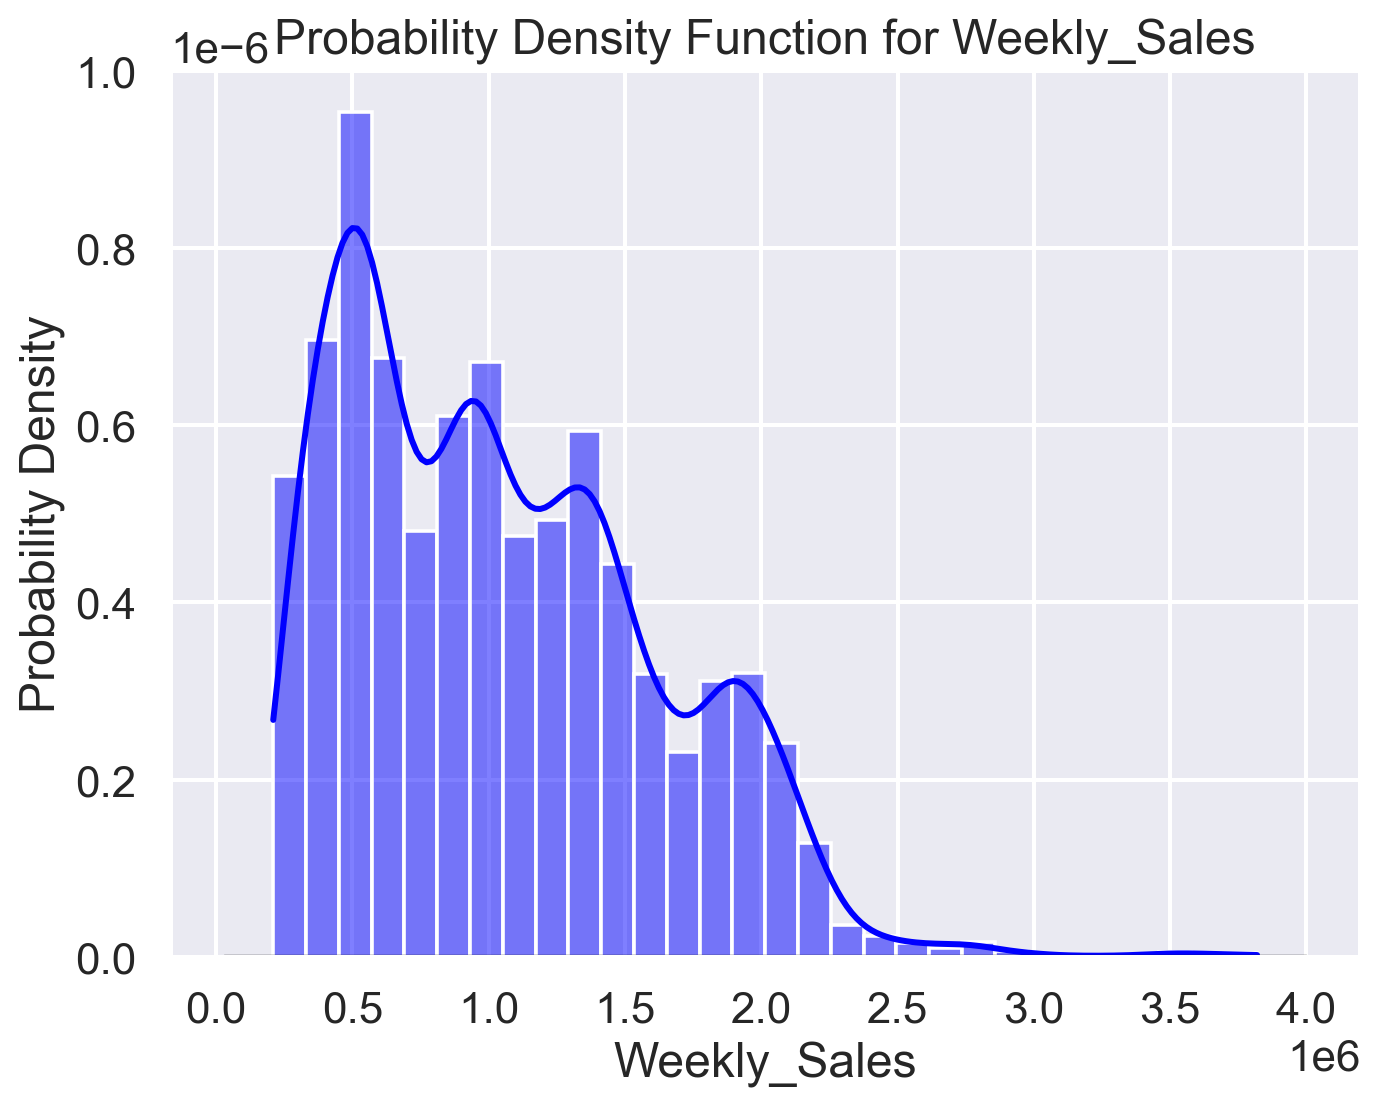 1e−6 Probability Density Function for Weekly_Sales
1.0
0.8
0.6
0.4
0.2
0.0
Probability Density
0.0 0.5 1.0 1.5 2.0 2.5 3.0 3.5 4.0
1e6
Weekly_Sales